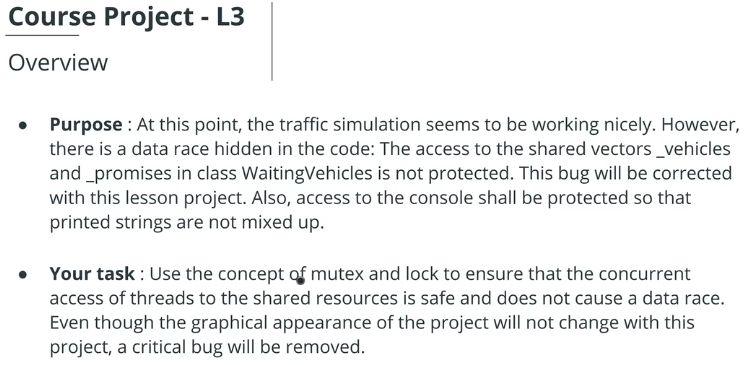 Course Project - L3
Overview
● Purpose : At this point, the traffic simulation seems to be working nicely. However,
there is a data race hidden in the code: The access to the shared vectors _vehicles
and _promises in class WaitingVehicles is not protected. This bug will be corrected
with this lesson project. Also, access to the console shall be protected so that
printed strings are not mixed up.
● Your task : Use the concept of mutex and lock to ensure that the concurrent
access of threads to the shared resources is safe and does not cause a data race.
Even though the graphical appearance of the project will not change with this
project, a critical bug will be removed.